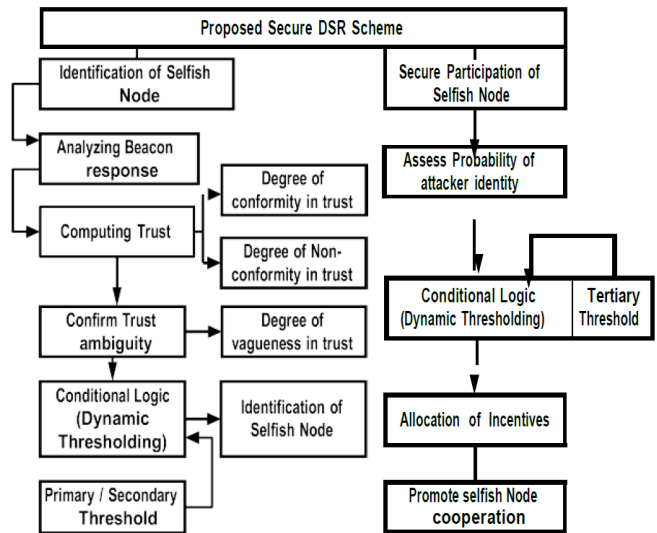 Proposed Secure DSR Scheme
Identification of Selfish
Node
Analyzing Beacon
response
Computing Trust
Degree of
conformity in trust
Degree of Non-
conformity in trust
Confirm Trust
ambiguity
Degree of
vagueness in trust
Conditional Logic
(Dynamic
Thresholding)
Identification of
Selfish Node
Primary / Secondary
Threshold
Secure Participation of
Selfish Node
Assess Probability of
attacker identity
Conditional Logic
(Dynamic Thresholding)
Tertiary
Threshold
Allocation of Incentives
Promote selfish Node
cooperation